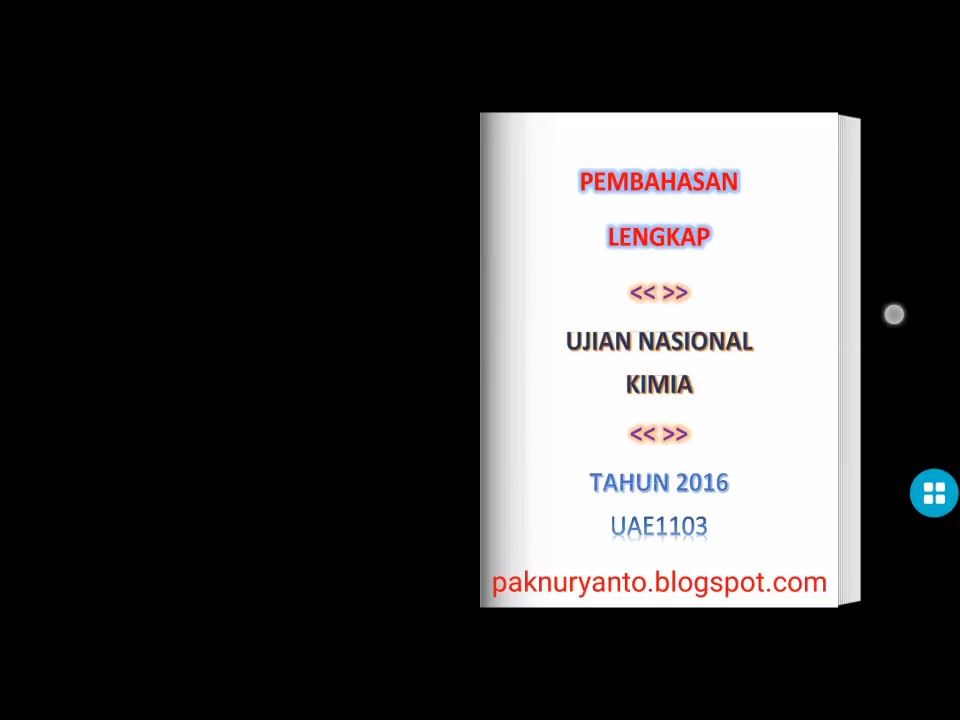 PEMBAHASAN
LENGKAP
<< >>
UJIAN NASIONAL
KIMIA
<< >>
TAHUN 2016
UAE1103
paknuryanto.blogspot.com